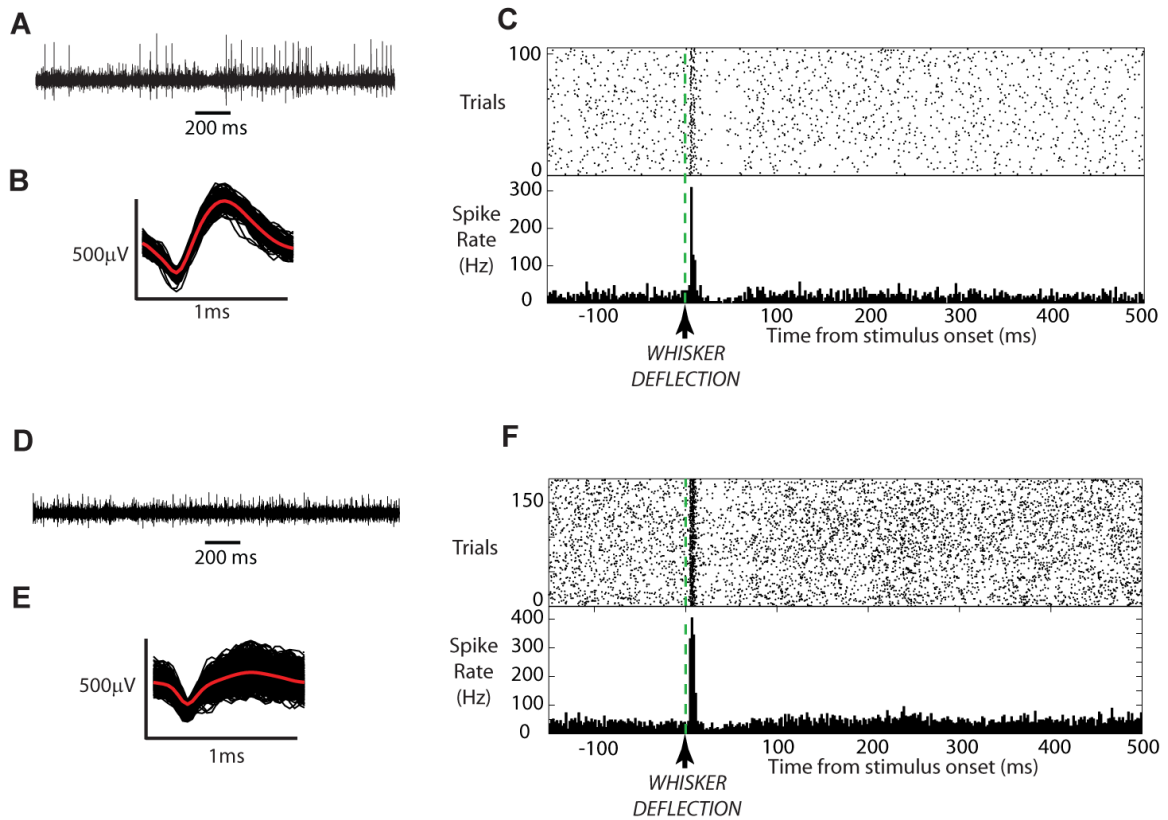 A
200 ms
B
500μV
1ms
C
100
Trials
0
300
Spike
200
Rate
(Hz)
100
0
-100
100
200
300
400
500
Time from stimulus onset (ms)
WHISKER
DEFLECTION
D
200 ms
E
500μV
1ms
F
150
Trials
0
400
Spike
300
Rate
200
(Hz)
100
0
-100
100
200
300
400
500
Time from stimulus onset (ms)
WHISKER
DEFLECTION